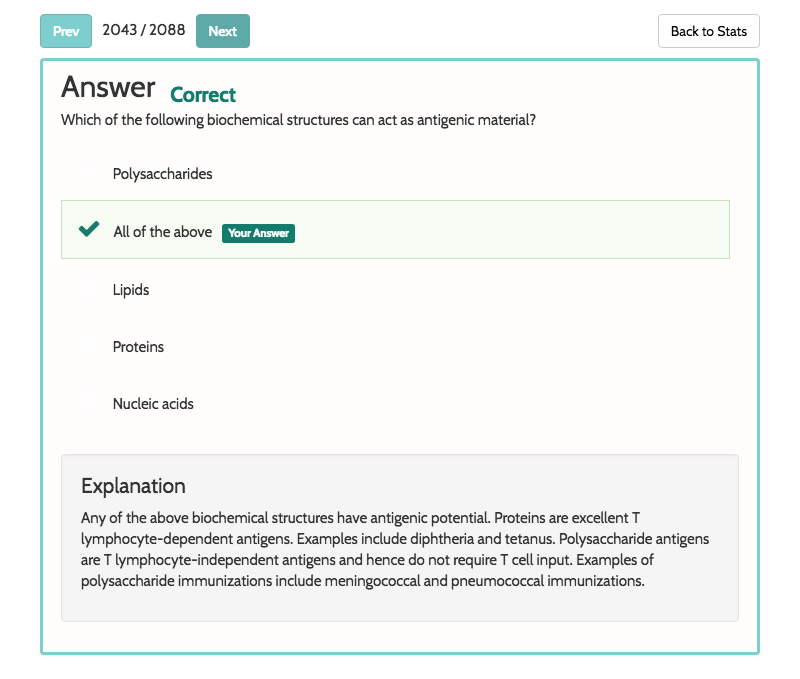 Prev 2043 / 2088 Next Back to Stats
Answer Correct
Which of the following biochemical structures can act as antigenic material?
Polysaccharides
All of the above Your Answer
Lipids
Proteins
Nucleic acids
Explanation
Any of the above biochemical structures have antigenic potential. Proteins are excellent T
lymphocyte-dependent antigens. Examples include diphtheria and tetanus. Polysaccharide antigens
are T lymphocyte-independent antigens and hence do not require T cell input. Examples of
polysaccharide immunizations include meningococcal and pneumococcal immunizations.